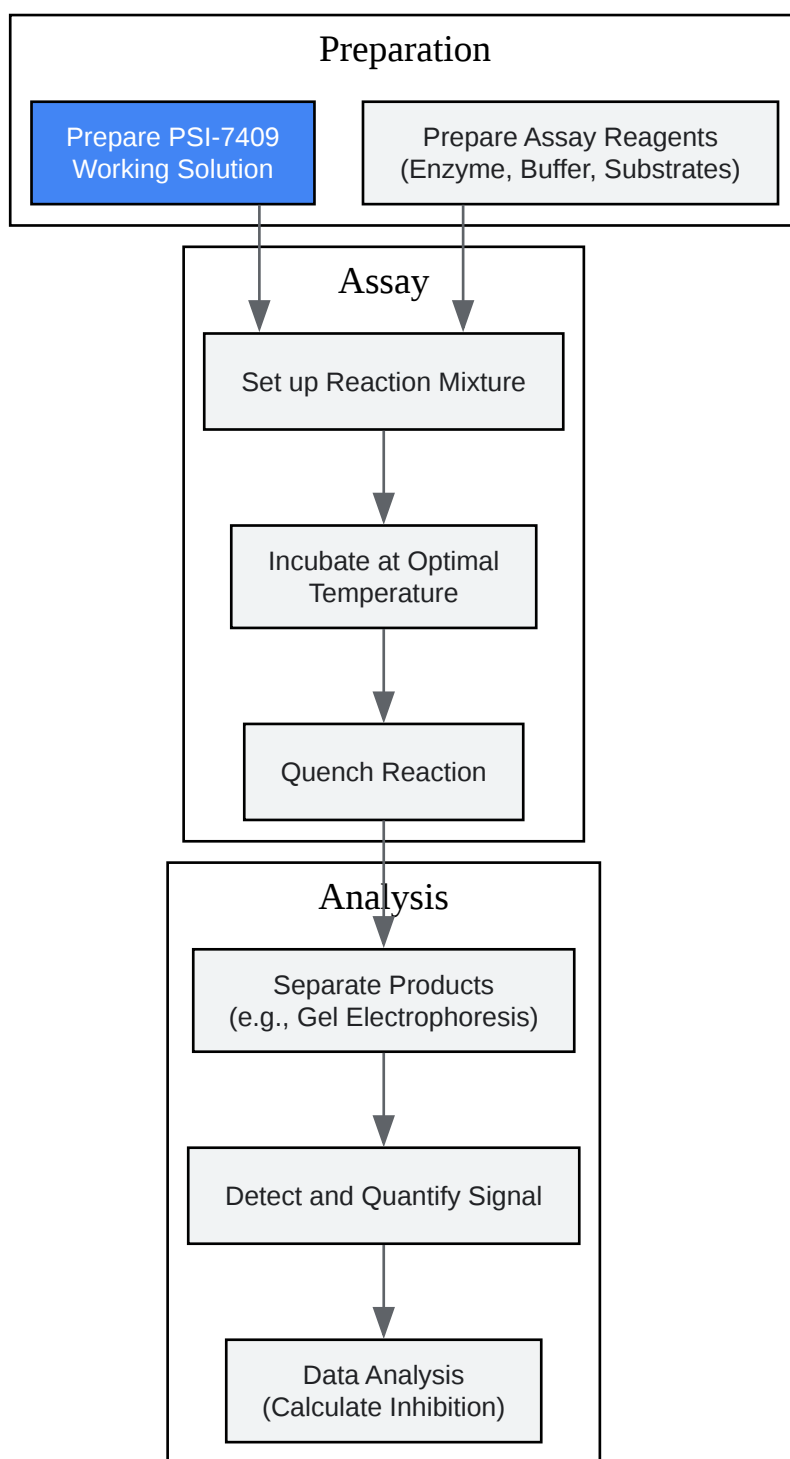 Preparation
Prepare PSI-7409
Working Solution
Prepare Assay Reagents
(Enzyme, Buffer, Substrates)
Assay
Set up Reaction Mixture
Incubate at Optimal
Temperature
Quench Reaction
Analysis
Separate Products
(e.g., Gel Electrophoresis)
Detect and Quantify Signal
Data Analysis
(Calculate Inhibition)